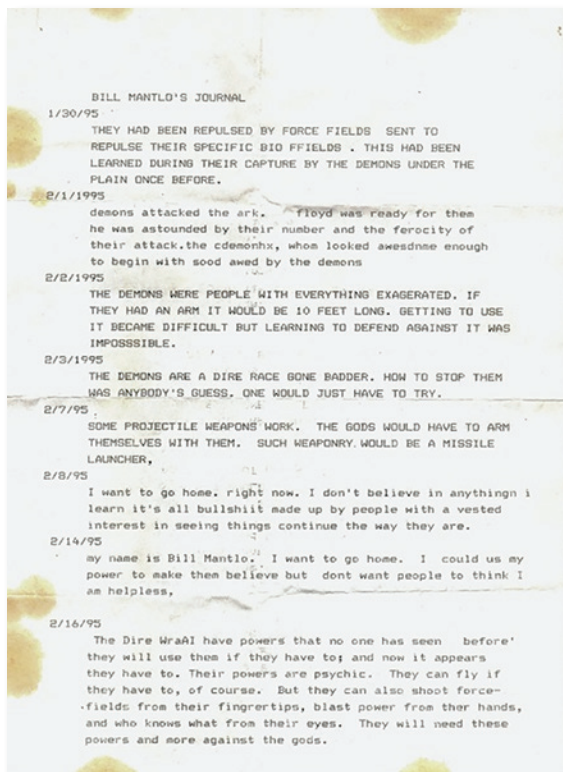 BILL MANTLO'S JOURNAL
1/30/95
THEY HAD BEEN REPULSED BY FORCE FIELDS SENT TO
REPULSE THEIR SPECIFIC BIO FFIELDS . THIS HAD BEEN
LEARNED DURING THEIR CAPTURE BY THE DEMONS UNDER THE
PLAIN ONCE BEFORE.
2/1/1995
demons attacked the ark. floyd was ready for them
he was astounded by their number and the ferocity of
their attack.the cdemonhx, whom looked awesdnme enough
to begin with sood awed by the demons
2/2/1995
THE DEMONS WERE PEOPLE WITH EVERYTHING EXAGERATED. IF
THEY HAD AN ARM IT WOULD BE 10 FEET LONG. GETTING TO USE
IT BECAME DIFFICULT BUT LEARNING TO DEFEND AGAINST IT WAS
IMPOSSSIBLE.
2/3/1995
THE DEMONS ARE A DIRE RACE GONE BADDER. HOW TO STOP THEM
WAS ANYBODY'S GUESS. ONE WOULD JUST HAVE TO TRY.
2/7/95
SOME PROJECTILE WEAPONS WORK. THE GODS WOULD HAVE TO ARM
THEMSELVES WITH THEM. SUCH WEAPONRY WOULD BE A MISSILE
LAUNCHER,
2/8/95
I want to go home. right now. I don't believe in anythingn i
learn it's all bullshiit made up by people with a vested
interest in seeing things continue the way they are.
2/14/95
my name is Bill Mantlo. I want to go home. I could us my
power to make them believe but dont want people to think I
am helpless,
2/16/95
The Dire WraAI have powers that no one has seen before'
they will use them if they have to; and now it appears
they have to. Their powers are psychic. They can fly if
they have to, of course. But they can also shoot force-
fields from their fingrertips, blast power from ther hands,
and who knows what from their eyes. They will need these
powers and more against the gods.